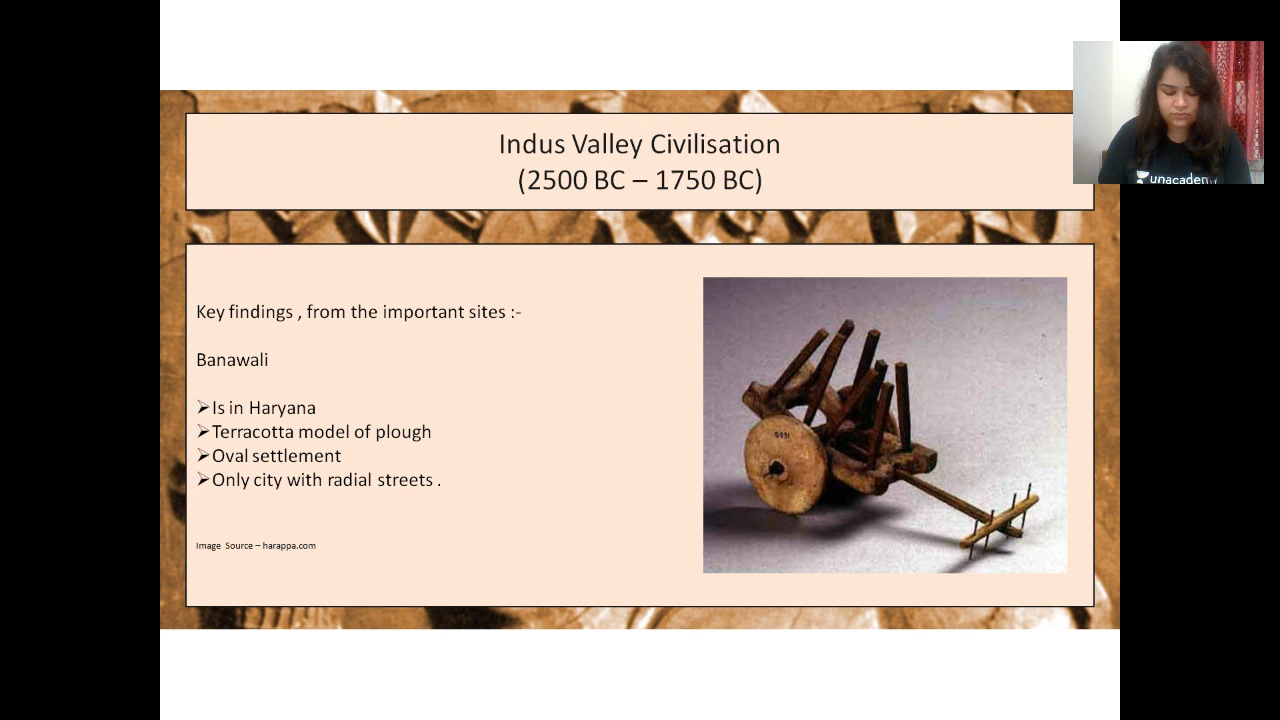 Indus Valley Civilisation
(2500 BC – 1750 BC)
Key findings , from the important sites :-
Banawali
➢Is in Haryana
➢Terracotta model of plough
➢Oval settlement
➢Only city with radial streets .
Image Source – harappa.com